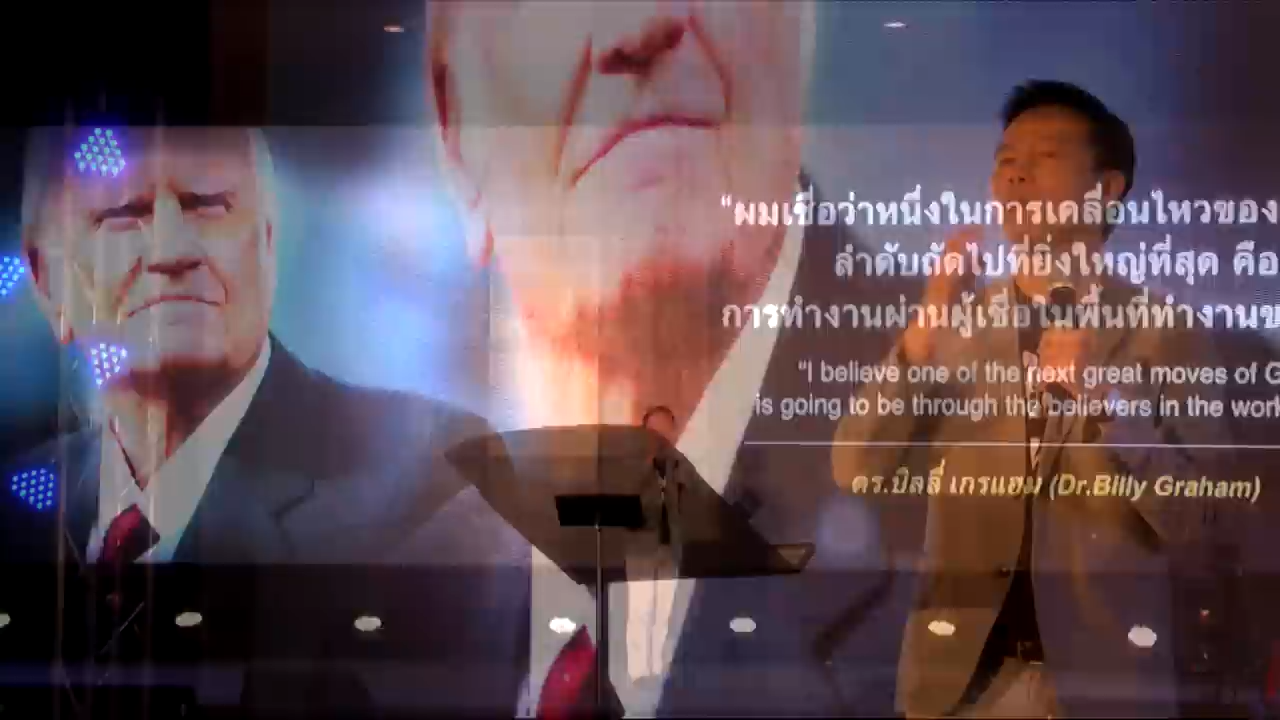 “ผมเชื่อว่าหนึ่งในการเคลื่อนไหวของ
ลำดับถัดไปที่ยิ่งใหญ่ที่สุด คือ
การทำงานผ่านผู้เชื่อในพื้นที่ทำงานข
“I believe one of the next great moves of G
is going to be through the believers in the wor
ดร.บิลลี่ เกรแฮม (Dr.Billy Graham)